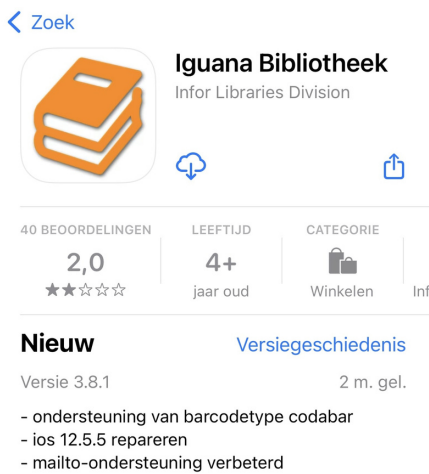 Zoek
Iguana Bibliotheek
Infor Libraries Division
40 BEOORDELINGEN LEEFTIJD CATEGORIE
2,0 4+
jaar oud Winkelen Inf
Nieuw Versiegeschiedenis
Versie 3.8.1 2 m. gel.
- ondersteuning van barcodetype codabar
- ios 12.5.5 repareren
- mailto-ondersteuning verbeterd